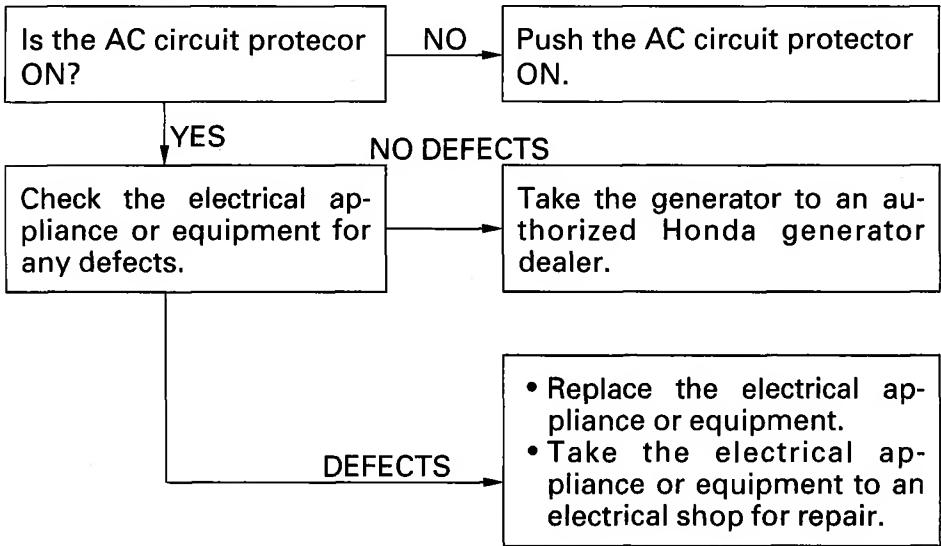 Is the AC circuit protecor
ON?
NO
Push the AC circuit protector
ON.
YES
NO DEFECTS
Check the electrical ap-
pliance or equipment for
any defects.
Take the generator to an au-
thorized Honda generator
dealer.
DEFECTS
• Replace the electrical ap-
pliance or equipment.
• Take the electrical ap-
pliance or equipment to an
electrical shop for repair.